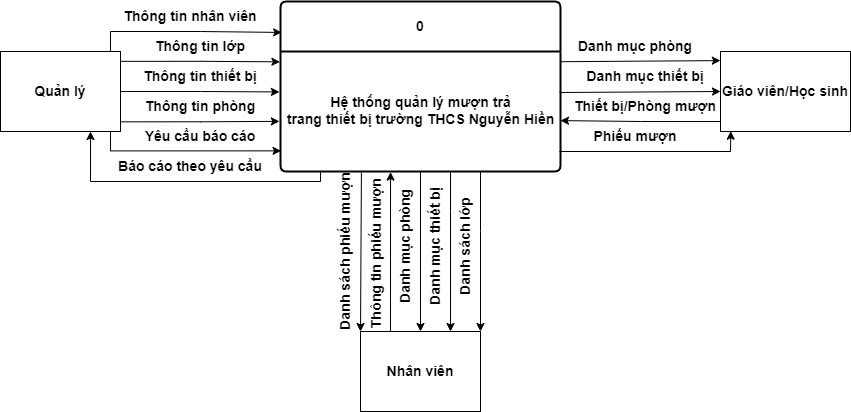 Thông tin nhân viên
0
Thông tin lớp
Danh mục phòng
Quản lý
Thông tin thiết bị
Danh mục thiết bị
Giáo viên/Học sinh
Thông tin phòng
Hệ thống quản lý mượn trả
trang thiết bị trường THCS Nguyễn Hiền
Thiết bị/Phòng mượn
Yêu cầu báo cáo
Phiếu mượn
Báo cáo theo yêu cầu
Danh sách phiếu mượn
Thông tin phiếu mượn
Danh mục phòng
Danh mục thiết bị
Danh sách lớp
Nhân viên